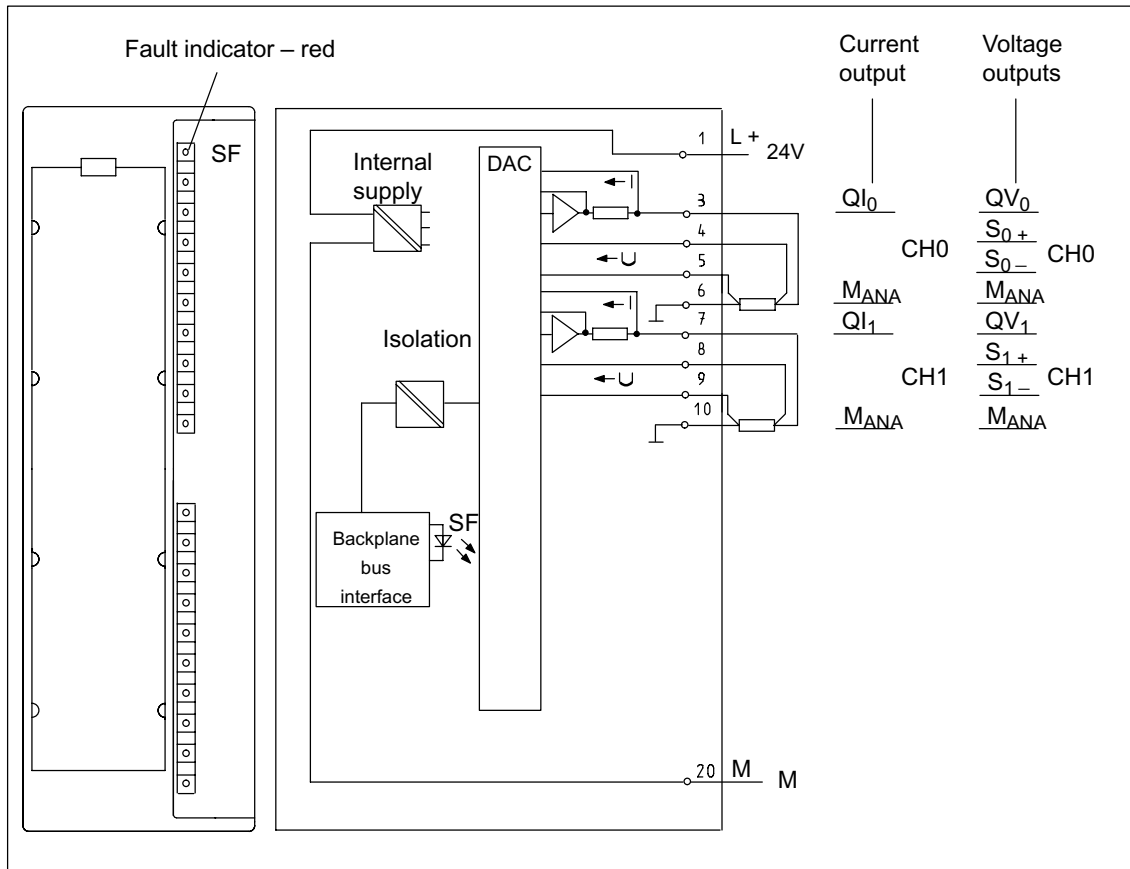 Fault indicator – red
Current output
Voltage outputs
SF
Internal supply
DAC
1
L +
24V
I
3
QI0
QV0
4
S0 +
U
5
CH0
S0 –
CH0
6
MANA
MANA
I
7
QI1
QV1
Isolation
8
S1 +
U
9
CH1
S1 –
CH1
10
MANA
MANA
SF
Backplane
bus
interface
20
M
M